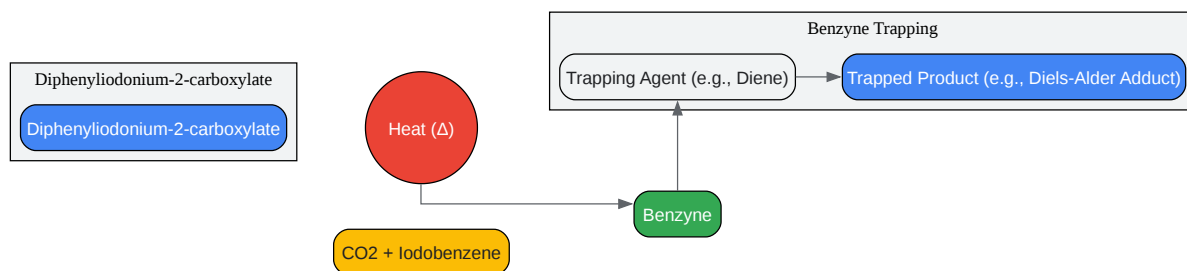 Benzyne Trapping
Trapping Agent (e.g., Diene)
Trapped Product (e.g., Diels-Alder Adduct)
Diphenyliodonium-2-carboxylate
Diphenyliodonium-2-carboxylate
Heat (Δ)
Benzyne
CO2 + Iodobenzene